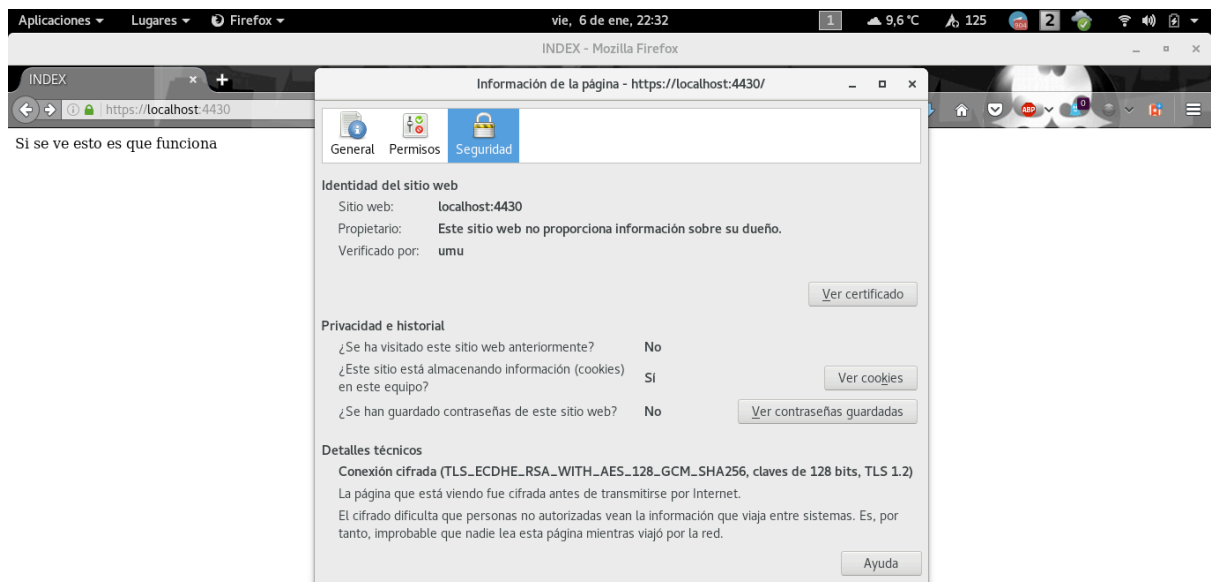 Aplicaciones Lugares Firefox vie, 6 de ene, 22:32 1 9,6 °C 125 904 2
INDEX - Mozilla Firefox
INDEX
https://localhost:4430
ABP 0
Si se ve esto es que funciona
Información de la página - https://localhost:4430/
General Permisos Seguridad
Identidad del sitio web
Sitio web: localhost:4430
Propietario: Este sitio web no proporciona información sobre su dueño.
Verificado por: umu
Ver certificado
Privacidad e historial
¿Se ha visitado este sitio web anteriormente? No
¿Este sitio está almacenando información (cookies)
en este equipo? Sí Ver cookies
¿Se han guardado contraseñas de este sitio web? No Ver contraseñas guardadas
Detalles técnicos
Conexión cifrada (TLS_ECDHE_RSA_WITH_AES_128_GCM_SHA256, claves de 128 bits, TLS 1.2)
La página que está viendo fue cifrada antes de transmitirse por Internet.
El cifrado dificulta que personas no autorizadas vean la información que viaja entre sistemas. Es, por
tanto, improbable que nadie lea esta página mientras viajó por la red.
Ayuda